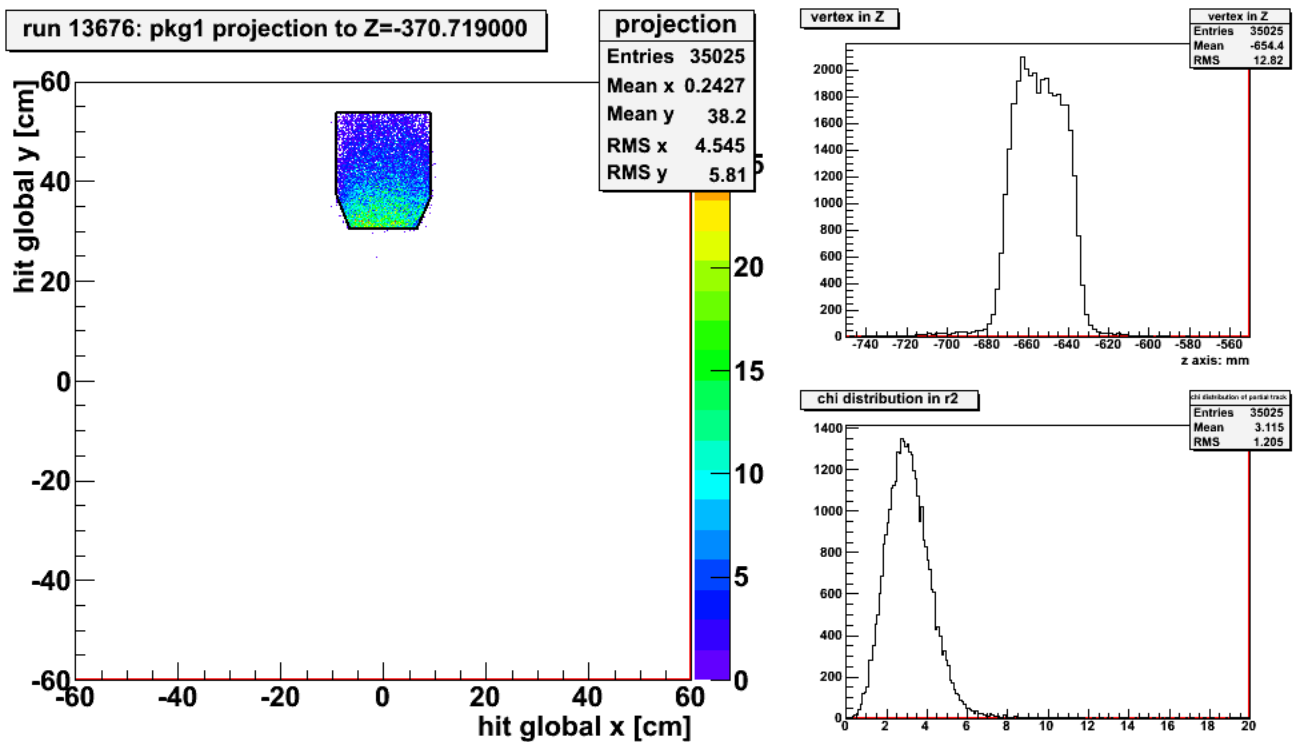 run 13676: pkg1 projection to Z=-370.719000
projection
Entries 35025
Mean x 0.2427
Mean y 38.2
RMS x 4.545
RMS y 5.81
hit global y [cm]
60
40
20
0
-20
-40
-60
-60 -40 -20 0 20 40 60
hit global x [cm]
5
20
15
10
5
0
vertex in Z
vertex in Z
Entries 35025
Mean -654.4
RMS 12.82
2000
1800
1600
1400
1200
1000
800
600
400
200
0
-740 -720 -700 -680 -660 -640 -620 -600 -580 -560
z axis: mm
chi distribution in r2
chi distribution of partial track
Entries 35025
Mean 3.115
RMS 1.205
1400
1200
1000
800
600
400
200
0
0 2 4 6 8 10 12 14 16 18 20